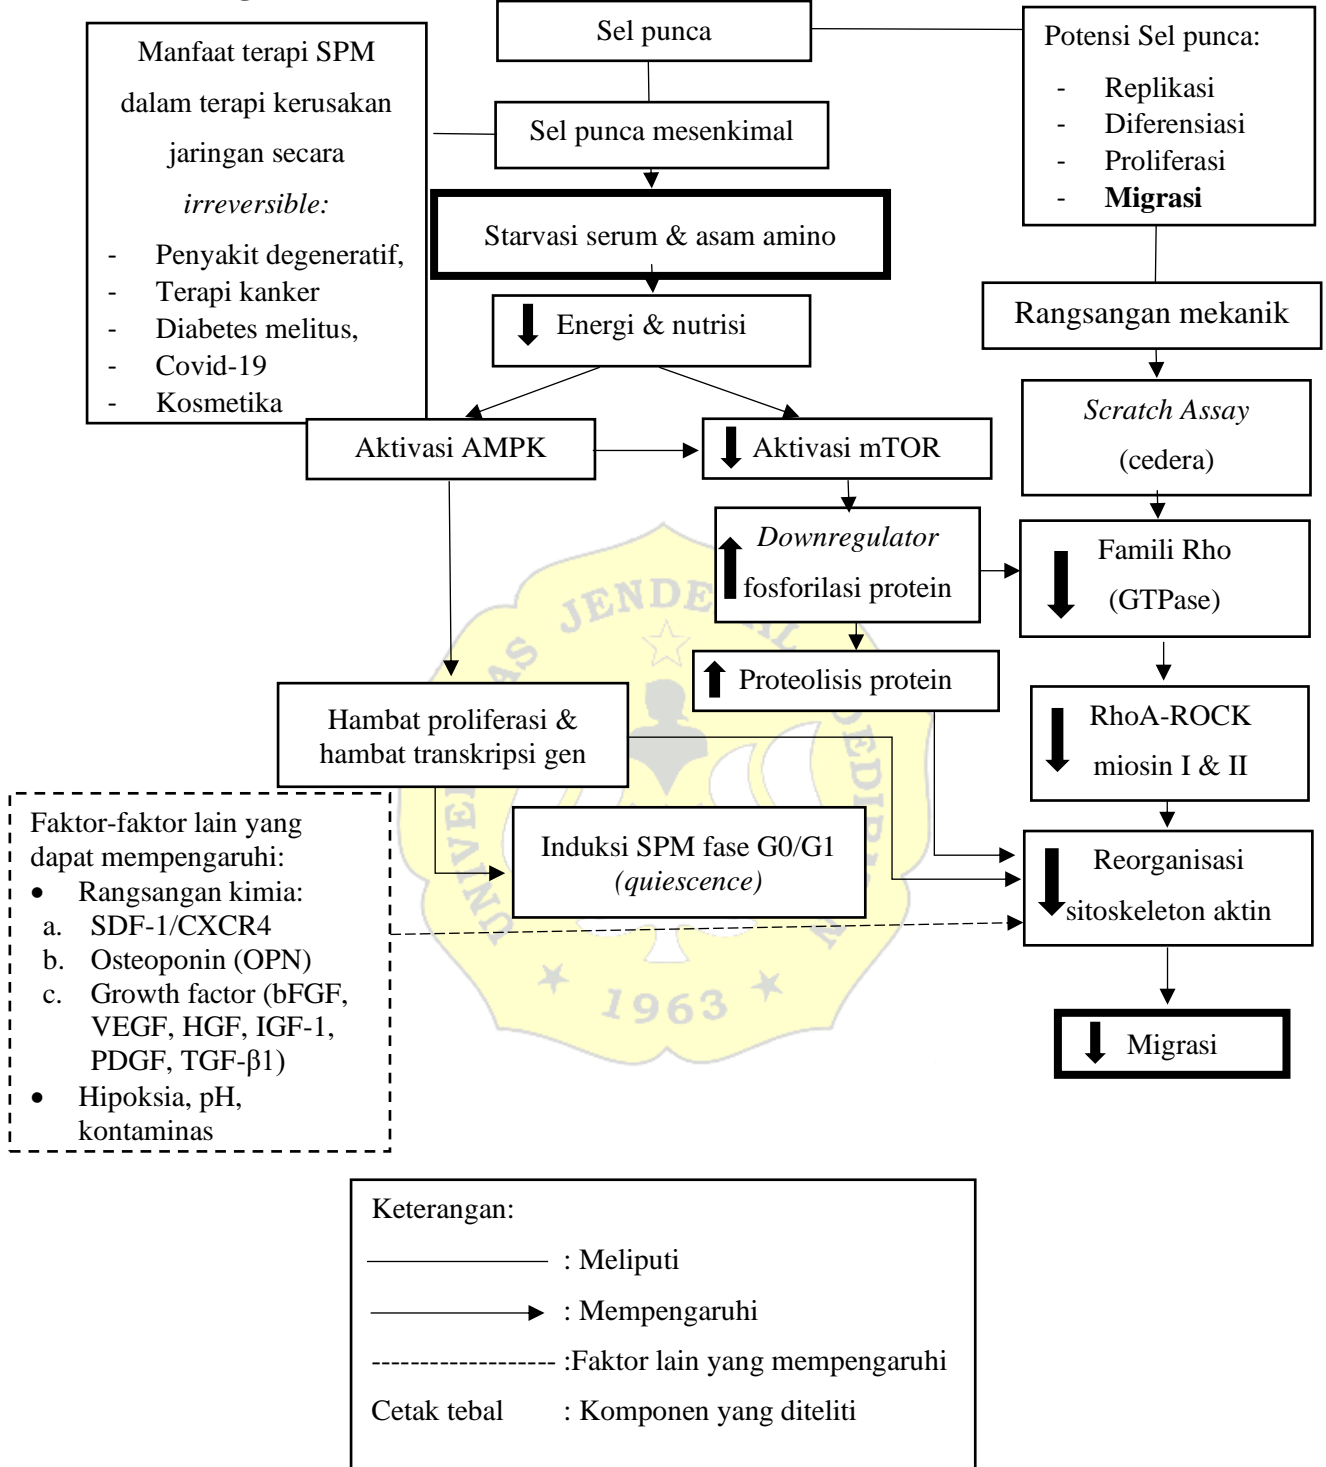 Sel punca
Manfaat terapi SPM
dalam terapi kerusakan
jaringan secara
irreversible:
- Penyakit degeneratif,
- Terapi kanker
- Diabetes melitus,
- Covid-19
- Kosmetika
Potensi Sel punca:
- Replikasi
- Diferensiasi
- Proliferasi
- Migrasi
Sel punca mesenkimal
Starvasi serum & asam amino
Energi & nutrisi
Rangsangan mekanik
Scratch Assay
(cedera)
Aktivasi AMPK
Aktivasi mTOR
Downregulator
fosforilasi protein
Famili Rho
(GTPase)
Proteolisis protein
Hambat proliferasi &
hambat transkripsi gen
RhoA-ROCK
miosin I & II
Induksi SPM fase G0/G1
(quiescence)
Reorganisasi
sitoskeleton aktin
Faktor-faktor lain yang
dapat mempengaruhi:
• Rangsangan kimia:
a. SDF-1/CXCR4
b. Osteoponin (OPN)
c. Growth factor (bFGF,
VEGF, HGF, IGF-1,
PDGF, TGF-β1)
• Hipoksia, pH,
kontaminas
Migrasi
1963
Keterangan:
: Meliputi
: Mempengaruhi
:Faktor lain yang mempengaruhi
Cetak tebal : Komponen yang diteliti